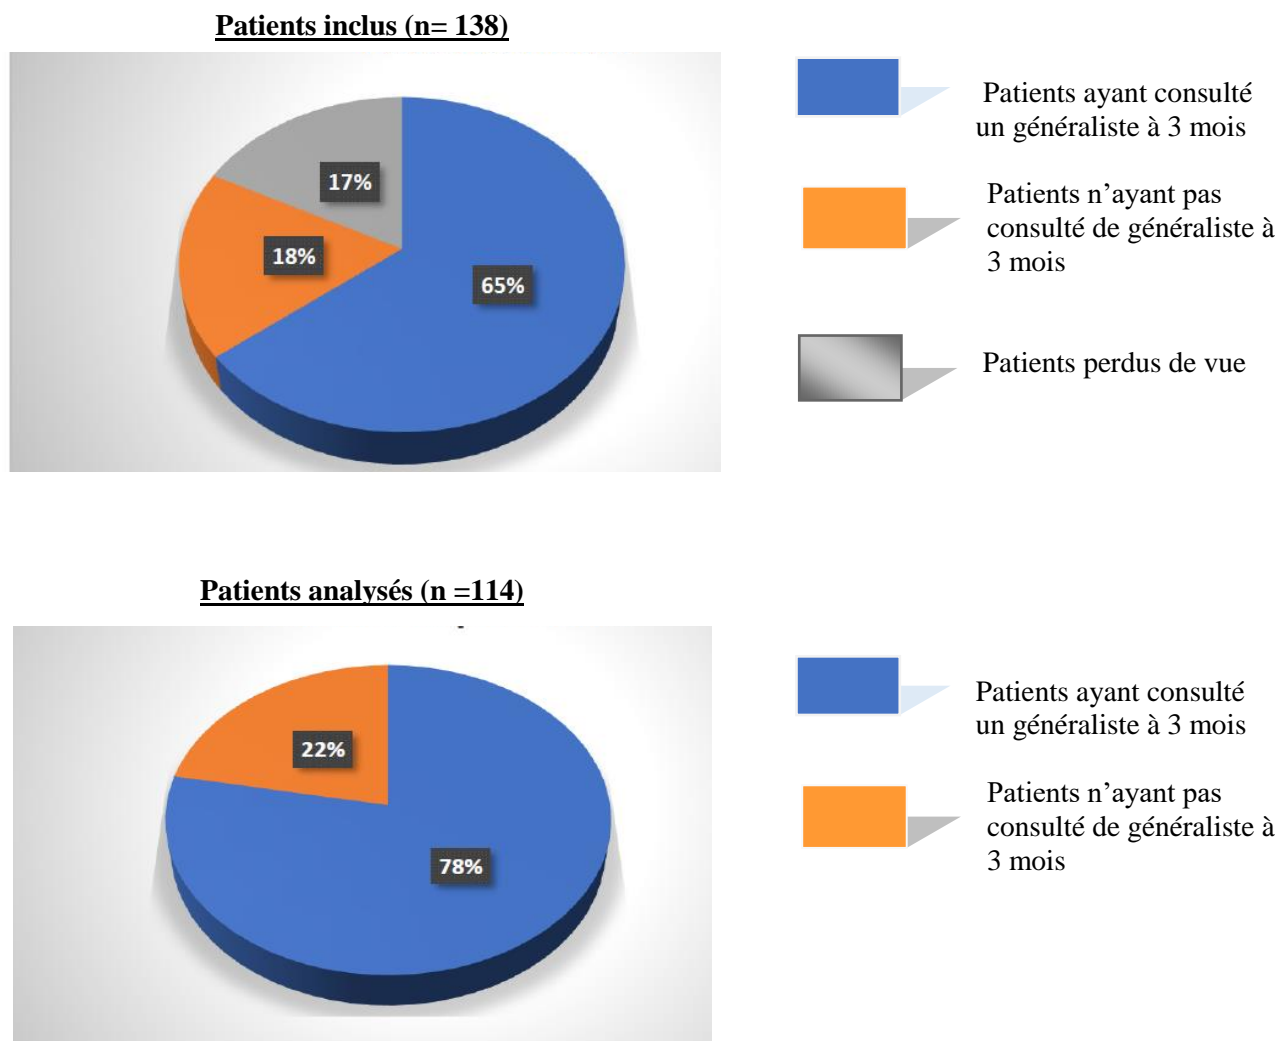 Patients inclus (n= 138)
17%
18%
65%
Patients ayant consulté
un généraliste à 3 mois
Patients n’ayant pas
consulté de généraliste à
3 mois
Patients perdus de vue
Patients analysés (n =114)
22%
78%
Patients ayant consulté
un généraliste à 3 mois
Patients n’ayant pas
consulté de généraliste à
3 mois